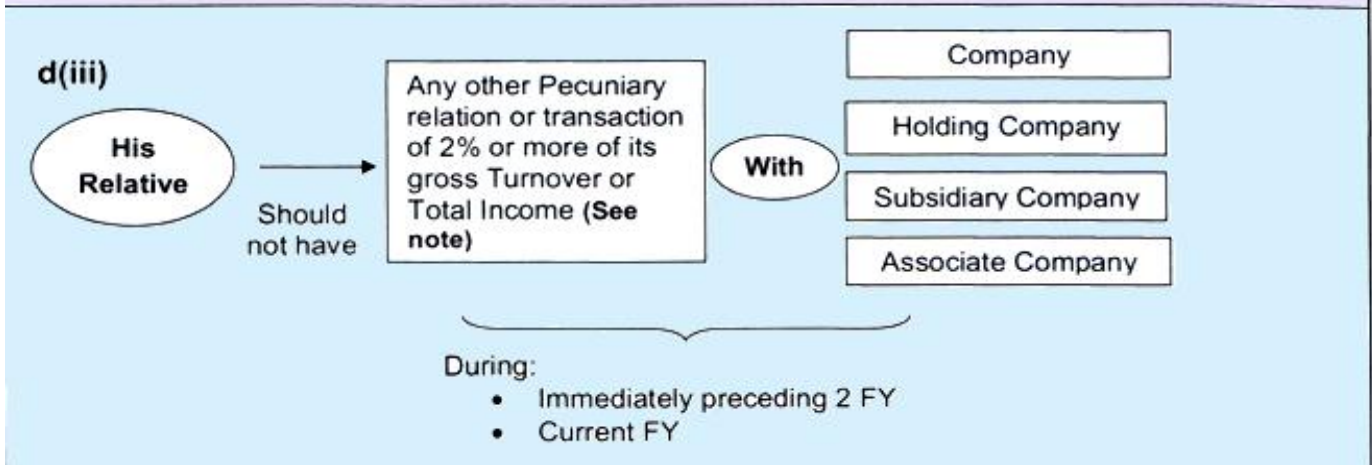 d(iii)
His
Relative
Should
not have
Any other Pecuniary
relation or transaction
of 2% or more of its
gross Turnover or
Total Income (See
note)
With
Company
Holding Company
Subsidiary Company
Associate Company
During:
• Immediately preceding 2 FY
• Current FY